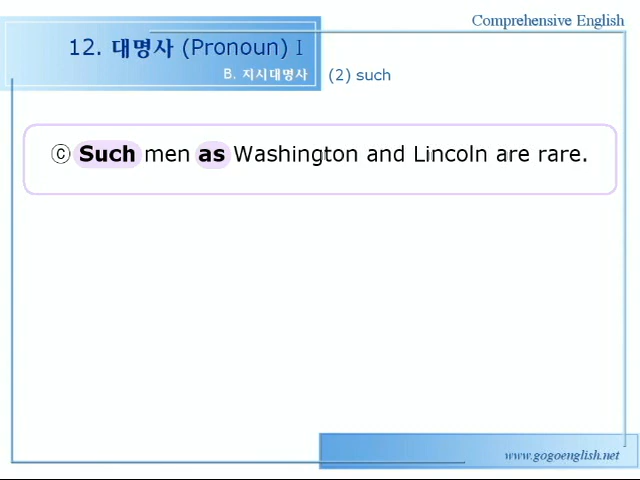 Comprehensive English
12. 대명사 (Pronoun) I
B. 지시대명사 (2) such
ⓒ Such men as Washington and Lincoln are rare.
www.gogoenglish.net